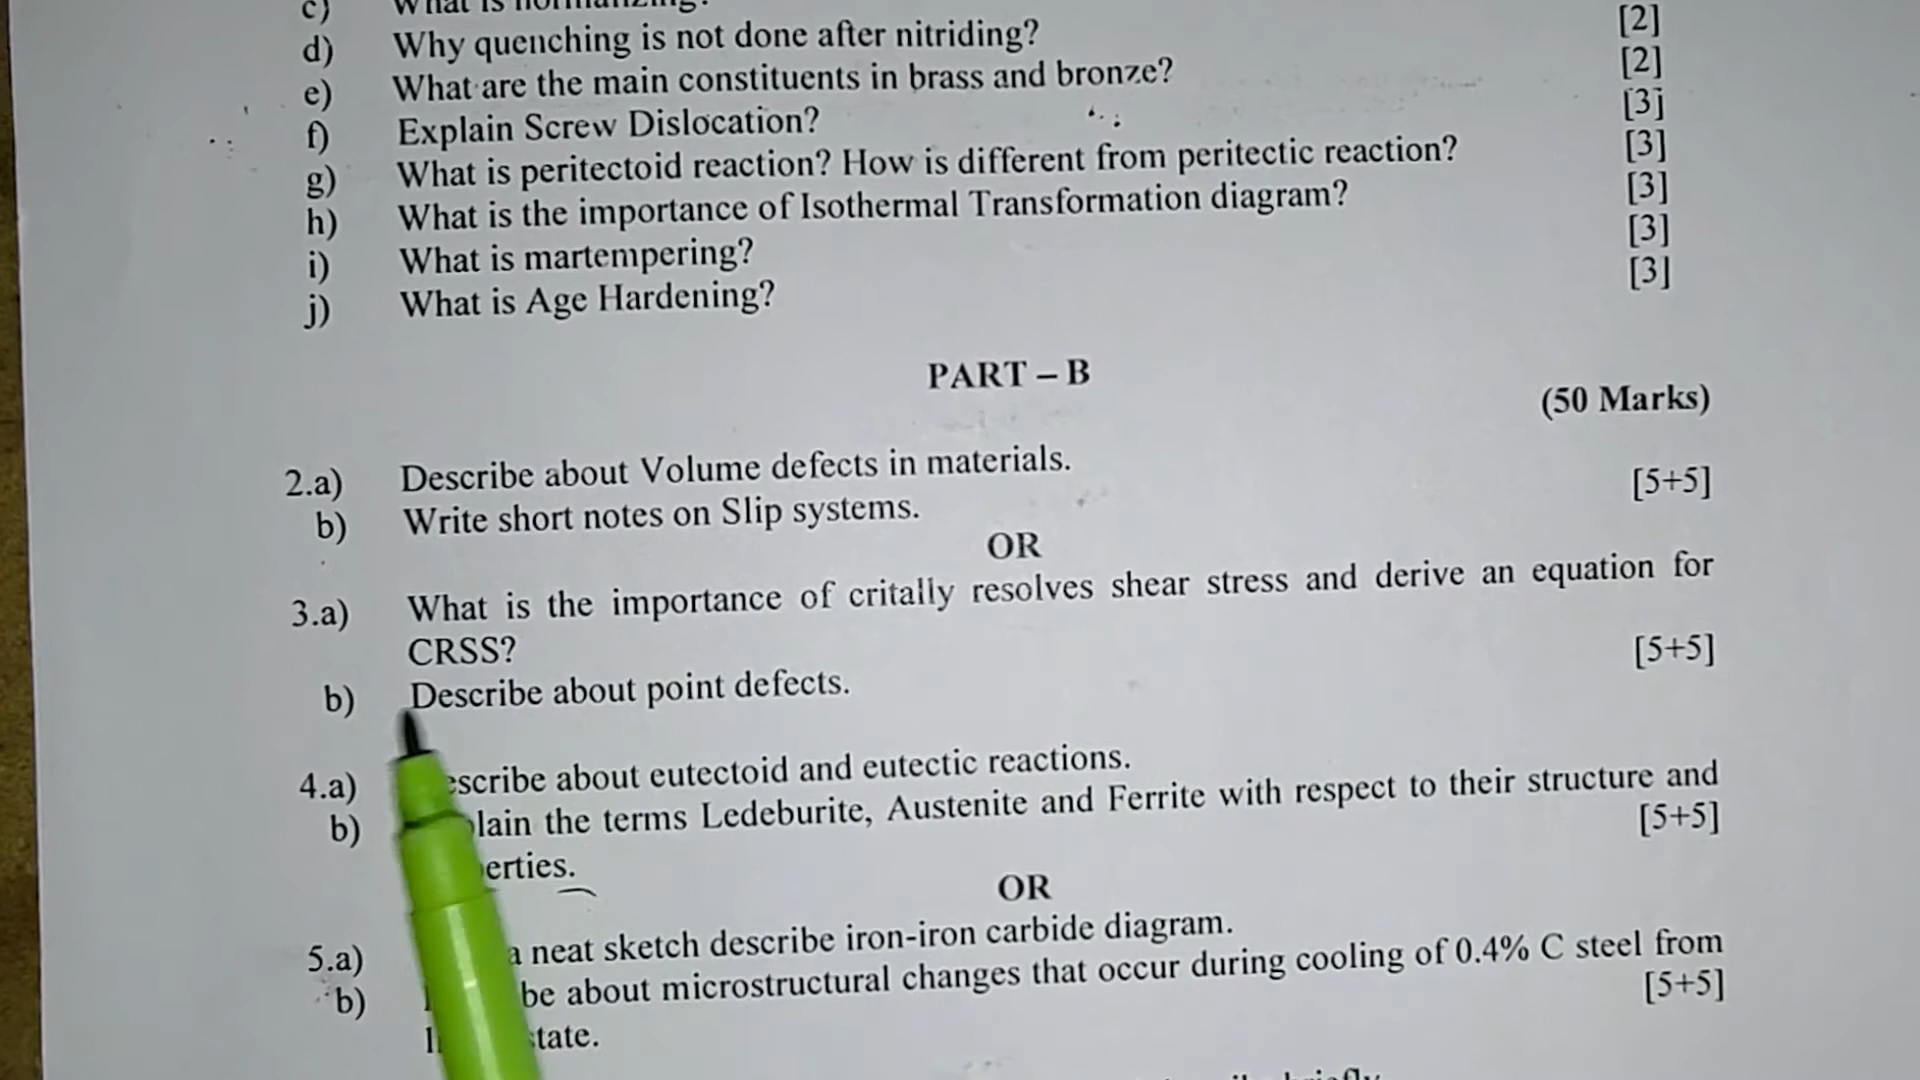 c) What is normalizing?
d) Why quenching is not done after nitriding? [2]
e) What are the main constituents in brass and bronze? [2]
f) Explain Screw Dislocation? [3]
g) What is peritectoid reaction? How is different from peritectic reaction? [3]
h) What is the importance of Isothermal Transformation diagram? [3]
i) What is martempering? [3]
j) What is Age Hardening? [3]
PART – B
(50 Marks)
2.a) Describe about Volume defects in materials.
b) Write short notes on Slip systems. [5+5]
OR
3.a) What is the importance of critally resolves shear stress and derive an equation for
CRSS?
b) Describe about point defects. [5+5]
4.a) escribe about eutectoid and eutectic reactions.
b) lain the terms Ledeburite, Austenite and Ferrite with respect to their structure and
erties. [5+5]
OR
5.a) a neat sketch describe iron-iron carbide diagram.
b) be about microstructural changes that occur during cooling of 0.4% C steel from
tate. [5+5]
briefly